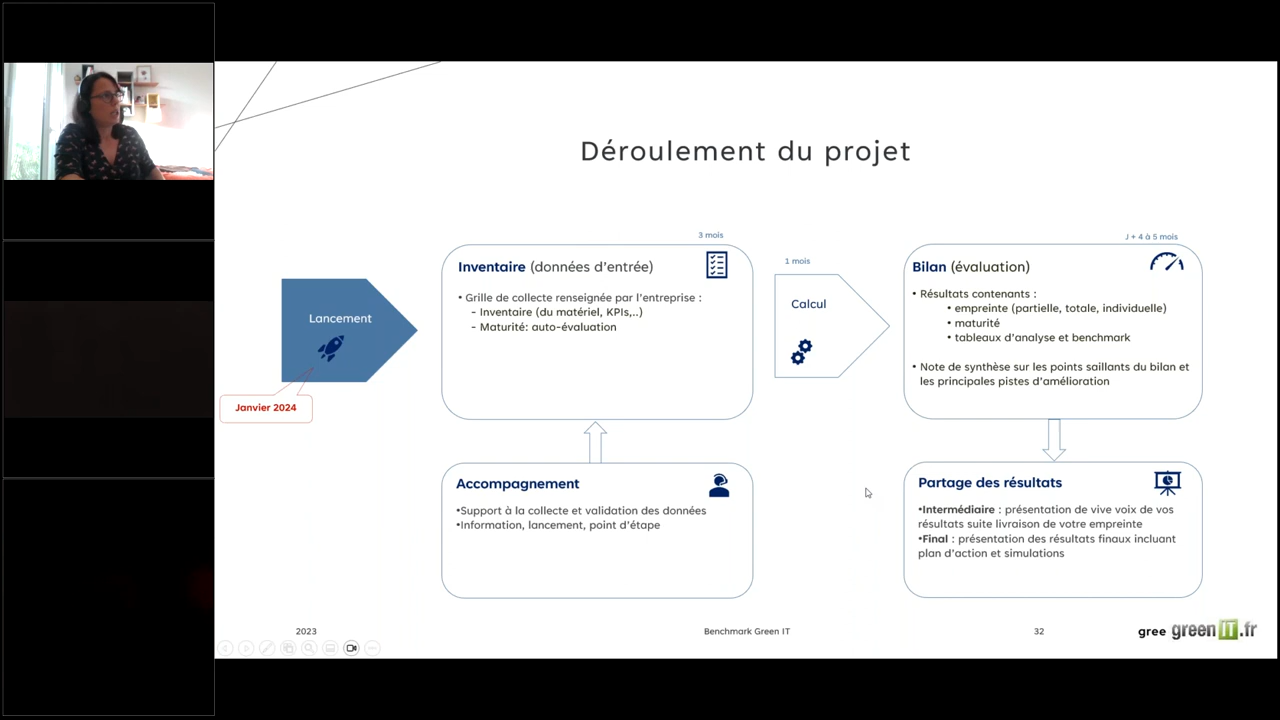 Déroulement du projet
Lancement
Janvier 2024
3 mois
Inventaire (données d'entrée)
• Grille de collecte renseignée par l'entreprise :
- Inventaire (du matériel, KPIs,..)
- Maturité: auto-évaluation
Accompagnement
•Support à la collecte et validation des données
•Information, lancement, point d'étape
1 mois
Calcul
J + 4 à 5 mois
Bilan (évaluation)
• Résultats contenants :
• empreinte (partielle, totale, individuelle)
• maturité
• tableaux d'analyse et benchmark
• Note de synthèse sur les points saillants du bilan et
les principales pistes d'amélioration
Partage des résultats
•Intermédiaire : présentation de vive voix de vos
résultats suite livraison de votre empreinte
•Final : présentation des résultats finaux incluant
plan d'action et simulations
2023
Benchmark Green IT
32
gree greenIT.fr